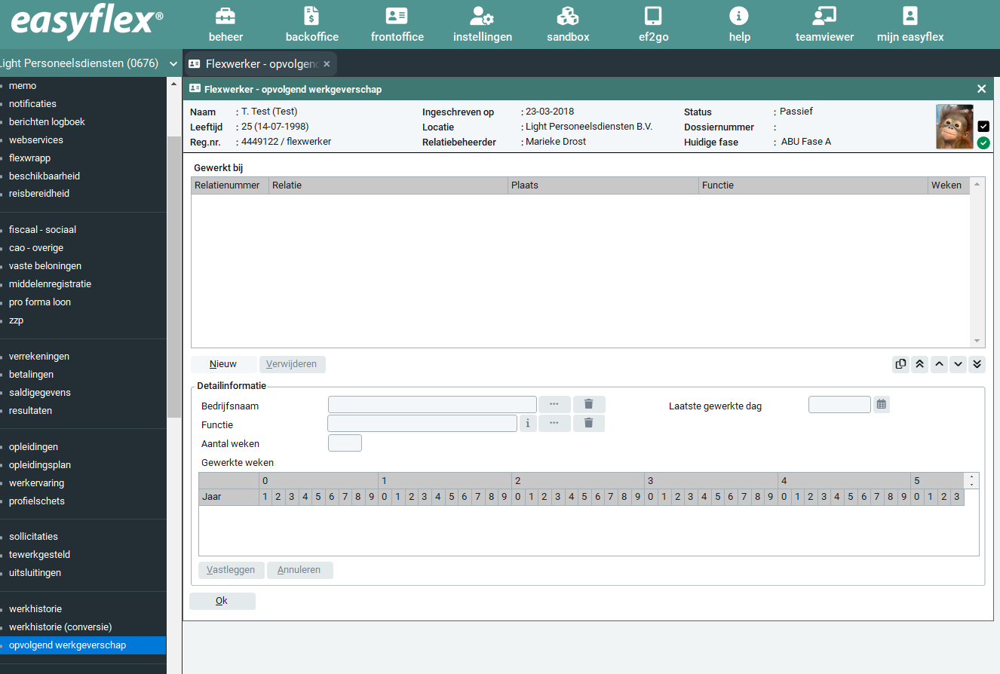 easyflex®
beheer
backoffice
frontoffice
instellingen
sandbox
ef2go
help
teamviewer
mijn easyflex
Light Personeelsdiensten (0676)
Flexwerker - opvolgend
memo
notificaties
berichten logboek
webservices
flexwrapp
beschikbaarheid
reisbereidheid
fiscaal - sociaal
cao - overige
vaste beloningen
middelenregistratie
pro forma loon
zzp
verrekeningen
betalingen
saldigegevens
resultaten
opleidingen
opleidingsplan
werkervaring
profielschets
sollicitaties
tewerkgesteld
uitsluitingen
werkhistorie
werkhistorie (conversie)
opvolgend werkgeverschap
Flexwerker - opvolgend werkgeverschap
Naam : T. Test (Test) Ingeschreven op : 23-03-2018 Status : Passief
Leeftijd : 25 (14-07-1998) Locatie : Light Personeelsdiensten B.V. Dossiernummer :
Reg.nr. : 4449122 / flexwerker Relatiebeheerder : Marieke Drost Huidige fase : ABU Fase A
Gewerkt bij
Relatienummer Relatie Plaats Functie Weken
Nieuw Verwijderen
Detailinformatie
Bedrijfsnaam ... Laatste gewerkte dag
Functie i ...
Aantal weken
Gewerkte weken
0 1 2 3 4 5
Jaar 1 2 3 4 5 6 7 8 9 0 1 2 3 4 5 6 7 8 9 0 1 2 3 4 5 6 7 8 9 0 1 2 3 4 5 6 7 8 9 0 1 2 3 4 5 6 7 8 9 0 1 2 3
Vastleggen Annuleren
Ok